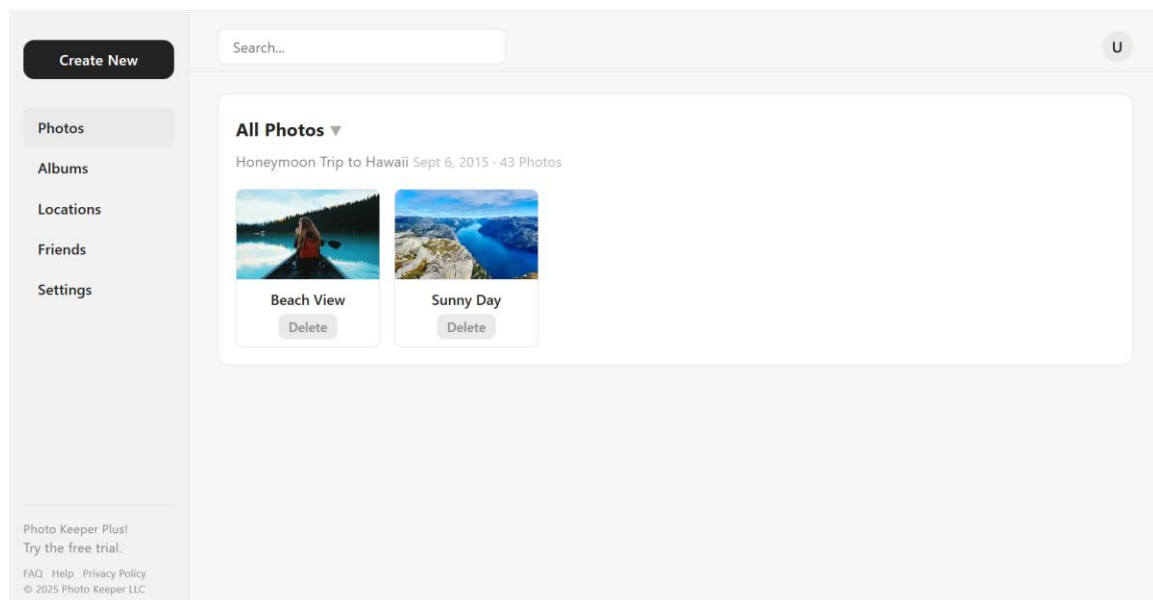 Create New
Photos
Albums
Locations
Friends
Settings
Photo Keeper Plus!
Try the free trial.
FAQ Help Privacy Policy
© 2025 Photo Keeper LLC
Search...
U
All Photos ▼
Honeymoon Trip to Hawaii Sept 6, 2015 · 43 Photos
Beach View
Delete
Sunny Day
Delete